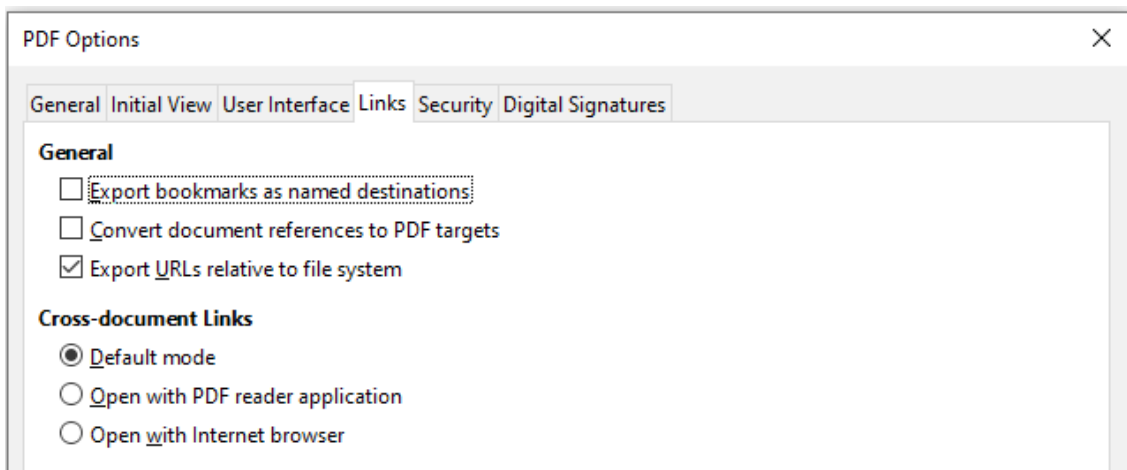 PDF Options
General Initial View User Interface Links Security Digital Signatures
General
Export bookmarks as named destinations
Convert document references to PDF targets
Export URLs relative to file system
Cross-document Links
Default mode
Open with PDF reader application
Open with Internet browser